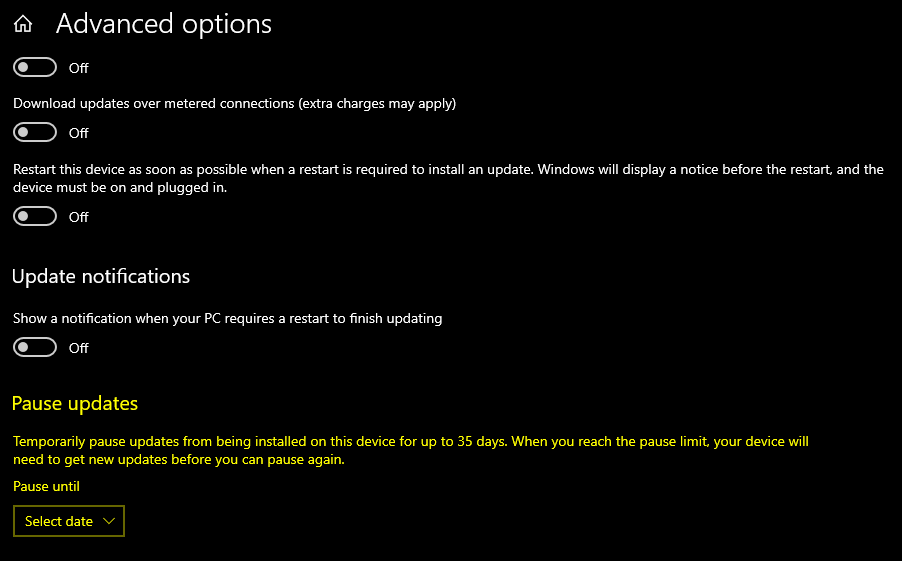 Advanced options
Off
Download updates over metered connections (extra charges may apply)
Off
Restart this device as soon as possible when a restart is required to install an update. Windows will display a notice before the restart, and the
device must be on and plugged in.
Off
Update notifications
Show a notification when your PC requires a restart to finish updating
Off
Pause updates
Temporarily pause updates from being installed on this device for up to 35 days. When you reach the pause limit, your device will
need to get new updates before you can pause again.
Pause until
Select date